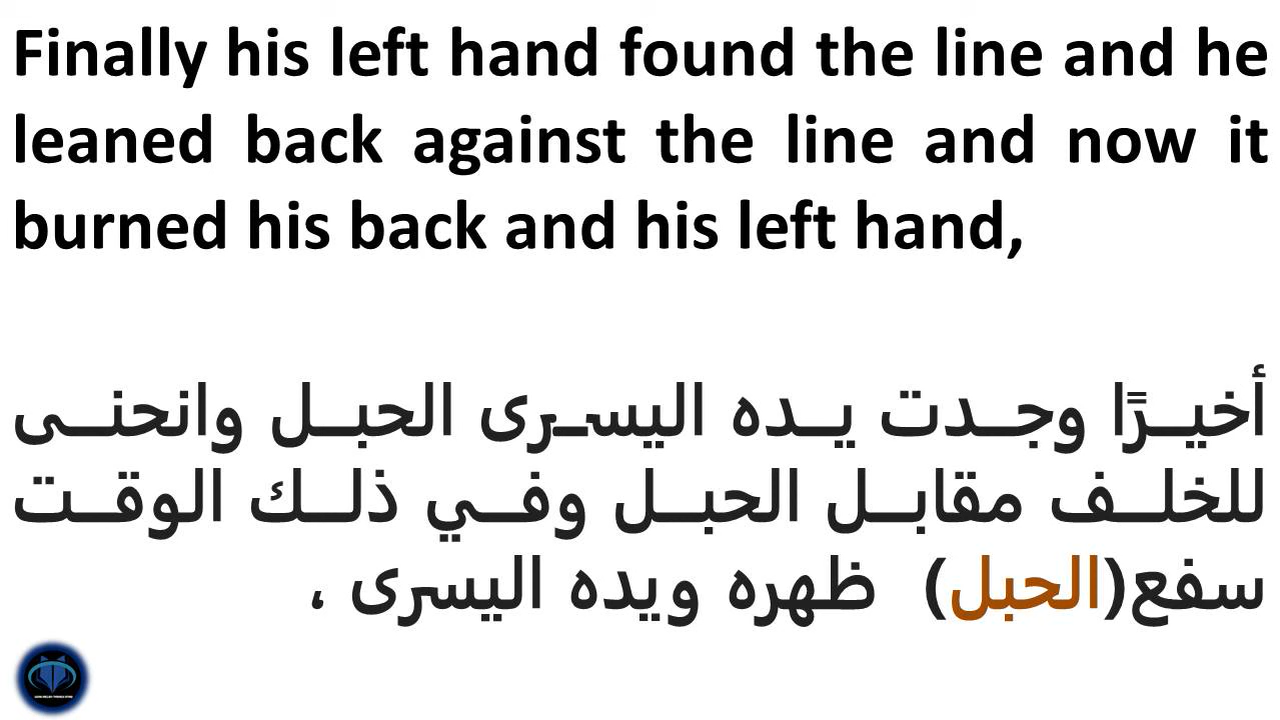 Finally his left hand found the line and he
leaned back against the line and now it
burned his back and his left hand,
أخيرًا وجدت يده اليسرى الحبل وانحنى
للخلف مقابل الحبل وفي ذلك الوقت
سفع(الحبل) ظهره ويده اليسرى ،